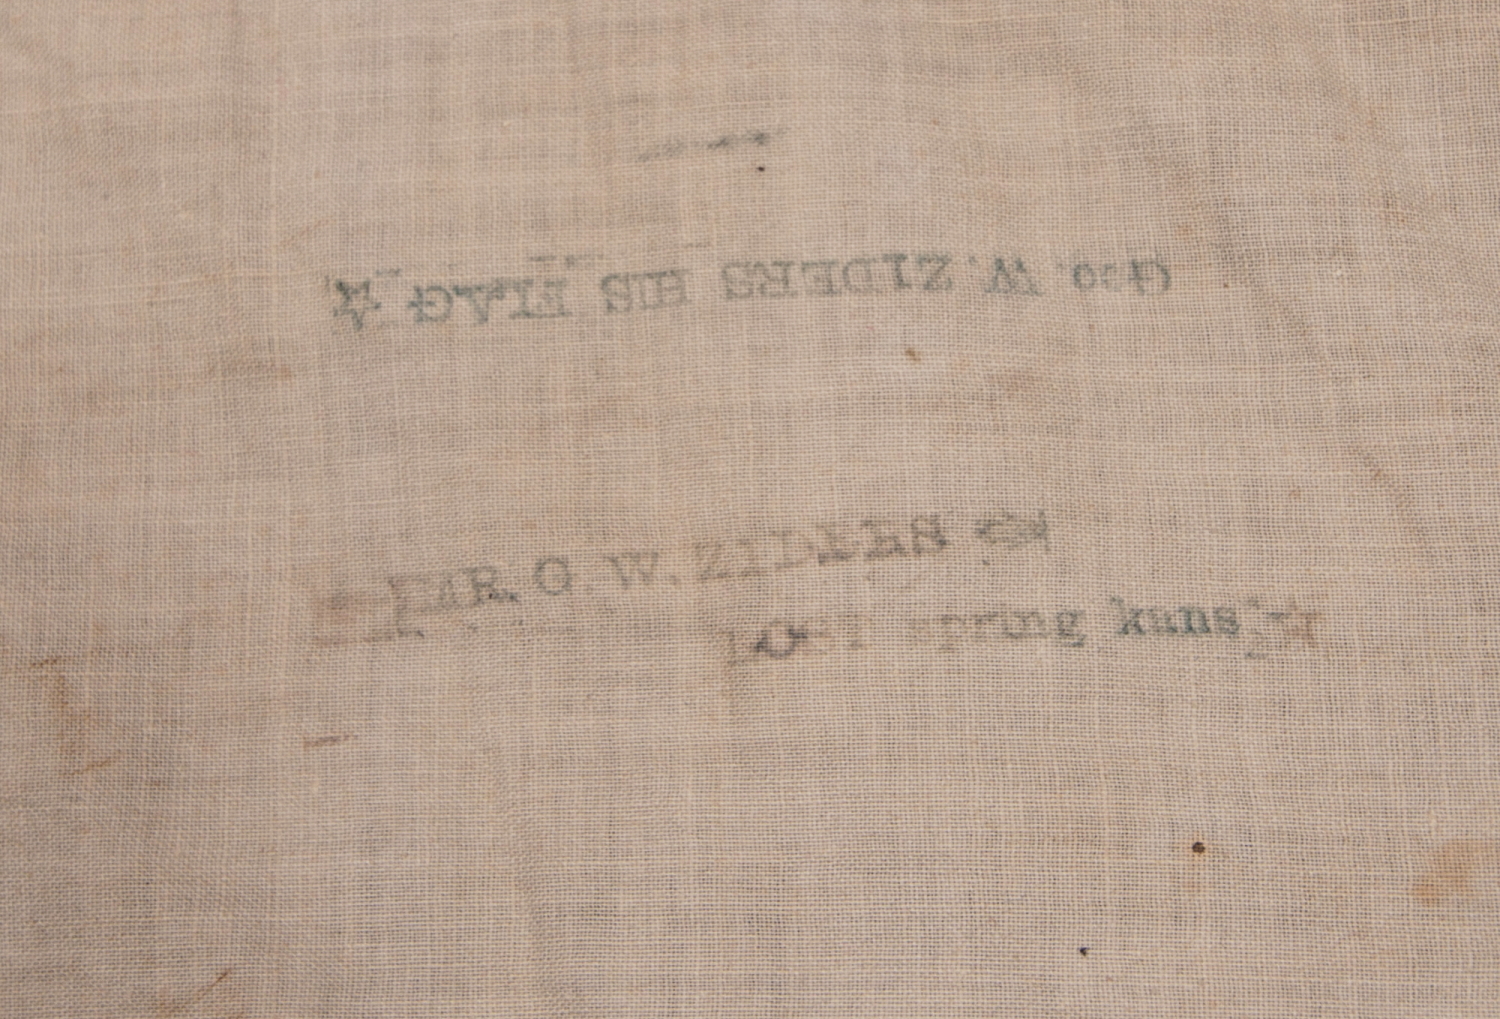 Geo. W. ZIDERS HIS FLAG ☆
MR. G. W. ZIDERS ☆
LOST spring kans ☆